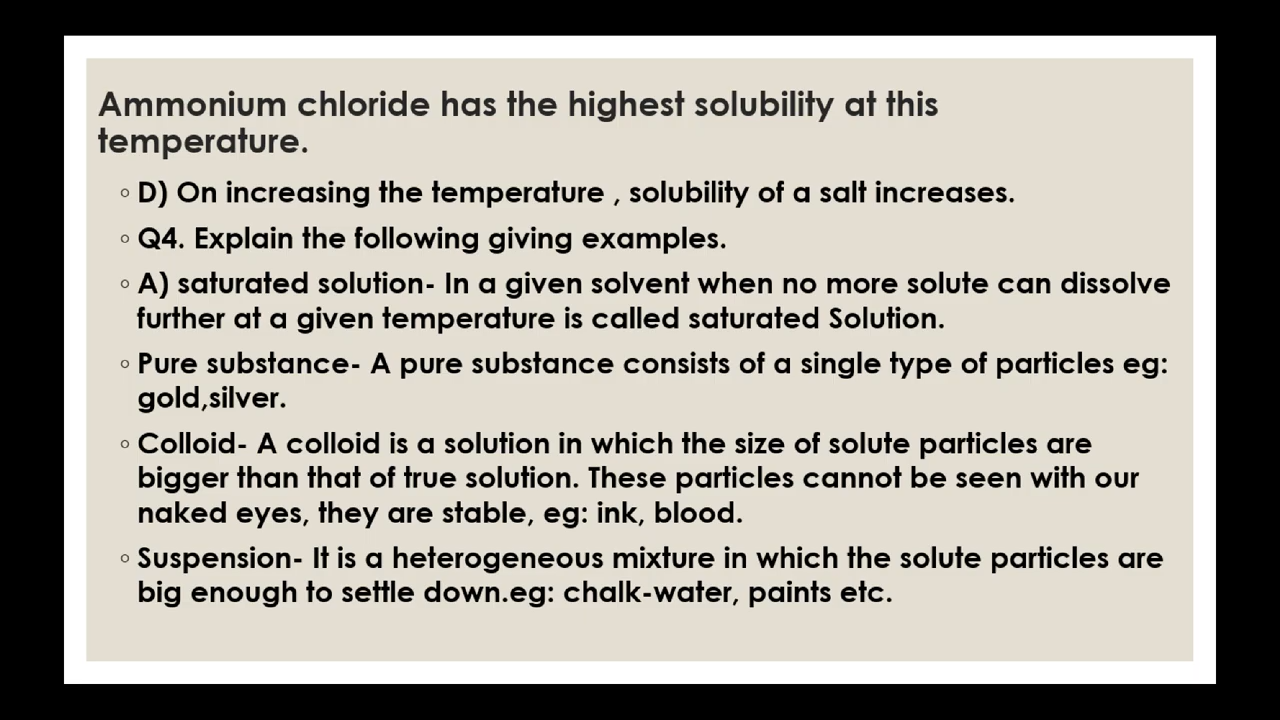 Ammonium chloride has the highest solubility at this
temperature.
◦ D) On increasing the temperature , solubility of a salt increases.
◦ Q4. Explain the following giving examples.
◦ A) saturated solution- In a given solvent when no more solute can dissolve
further at a given temperature is called saturated Solution.
◦ Pure substance- A pure substance consists of a single type of particles eg:
gold,silver.
◦ Colloid- A colloid is a solution in which the size of solute particles are
bigger than that of true solution. These particles cannot be seen with our
naked eyes, they are stable, eg: ink, blood.
◦ Suspension- It is a heterogeneous mixture in which the solute particles are
big enough to settle down.eg: chalk-water, paints etc.